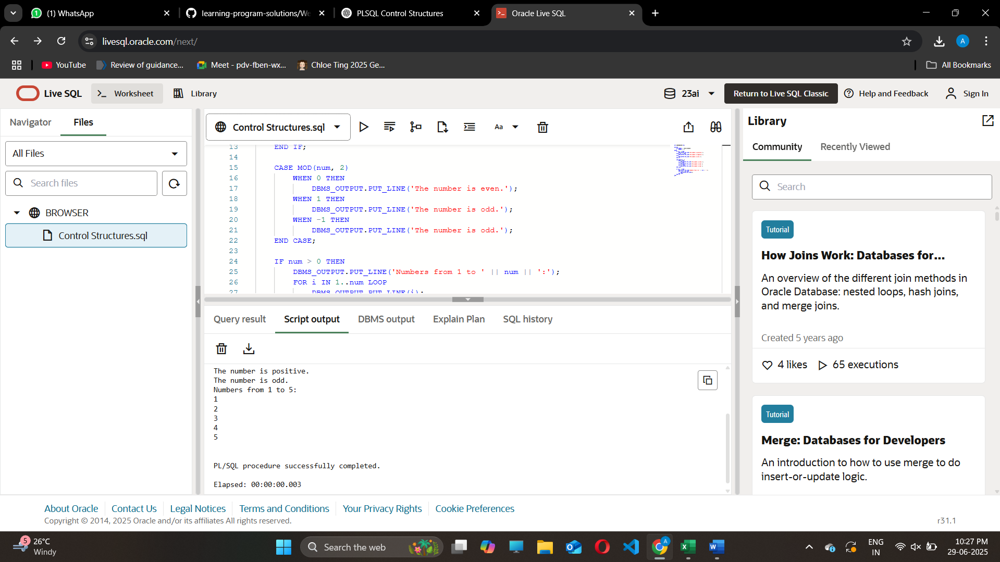 (1) WhatsApp
learning-program-solutions/We
PLSQL Control Structures
Oracle Live SQL
livesql.oracle.com/next/
A
YouTube
Review of guidance...
Meet - pdv-fben-wx...
Chloe Ting 2025 Ge...
All Bookmarks
Live SQL
Worksheet
Library
23ai
Return to Live SQL Classic
Help and Feedback
Sign In
Navigator
Files
All Files
Search files
BROWSER
Control Structures.sql
Control Structures.sql
Aa
13 END IF;
14
15 CASE MOD(num, 2)
16 WHEN 0 THEN
17 DBMS_OUTPUT.PUT_LINE('The number is even.');
18 WHEN 1 THEN
19 DBMS_OUTPUT.PUT_LINE('The number is odd.');
20 WHEN -1 THEN
21 DBMS_OUTPUT.PUT_LINE('The number is odd.');
22 END CASE;
23
24 IF num > 0 THEN
25 DBMS_OUTPUT.PUT_LINE('Numbers from 1 to ' || num || ':');
26 FOR i IN 1..num LOOP
27 DBMS_OUTPUT.PUT_LINE(i);
Query result
Script output
DBMS output
Explain Plan
SQL history
The number is positive.
The number is odd.
Numbers from 1 to 5:
1
2
3
4
5
PL/SQL procedure successfully completed.
Elapsed: 00:00:00.003
Library
Community
Recently Viewed
Search
Tutorial
How Joins Work: Databases for...
An overview of the different join methods in
Oracle Database: nested loops, hash joins,
and merge joins.
Created 5 years ago
4 likes
65 executions
Tutorial
Merge: Databases for Developers
An introduction to how to use merge to do
insert-or-update logic.
About Oracle
Contact Us
Legal Notices
Terms and Conditions
Your Privacy Rights
Cookie Preferences
Copyright © 2014, 2025 Oracle and/or its affiliates All rights reserved.
r31.1
5
26°C
Windy
Search the web
ENG
IN
10:27 PM
29-06-2025